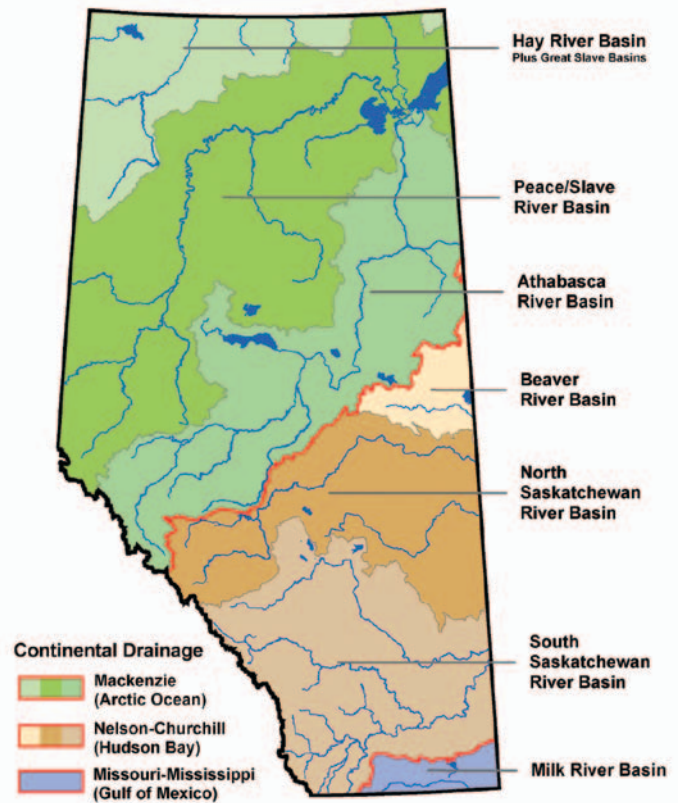 Hay River Basin
Plus Great Slave Basins
Peace/Slave
River Basin
Athabasca
River Basin
Beaver
River Basin
North
Saskatchewan
River Basin
South
Saskatchewan
River Basin
Milk River Basin
Continental Drainage
Mackenzie
(Arctic Ocean)
Nelson-Churchill
(Hudson Bay)
Missouri-Mississippi
(Gulf of Mexico)